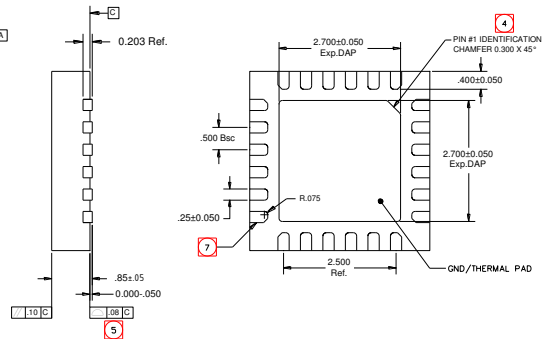 C
A
0.203 Ref.
2.700±0.050
Exp.DAP
4
PIN #1 IDENTIFICATION
CHAMFER 0.300 X 45°
.400±0.050
.500 Bsc
2.700±0.050
Exp.DAP
R.075
.25±0.050
7
2.500
Ref.
GND/THERMAL PAD
.85±.05
0.000-.050
// .10 C
⌓ .08 C
5